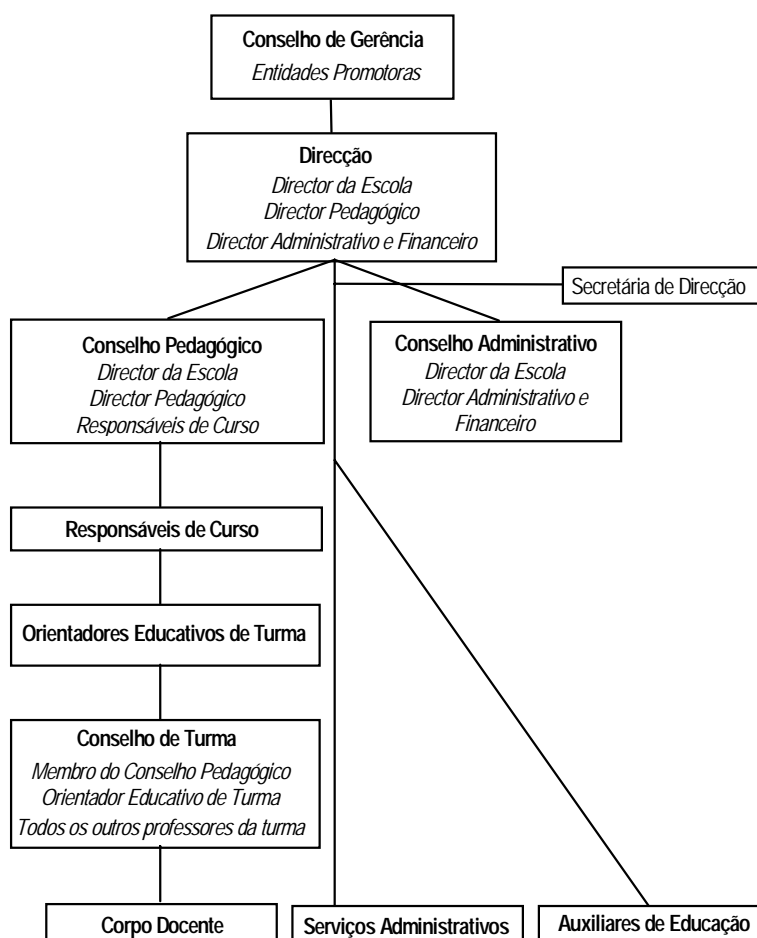 Conselho de Gerência
Entidades Promotoras
Direcção
Director da Escola
Director Pedagógico
Director Administrativo e Financeiro
Secretária de Direcção
Conselho Pedagógico
Director da Escola
Director Pedagógico
Responsáveis de Curso
Conselho Administrativo
Director da Escola
Director Administrativo e
Financeiro
Responsáveis de Curso
Orientadores Educativos de Turma
Conselho de Turma
Membro do Conselho Pedagógico
Orientador Educativo de Turma
Todos os outros professores da turma
Corpo Docente
Serviços Administrativos
Auxiliares de Educação